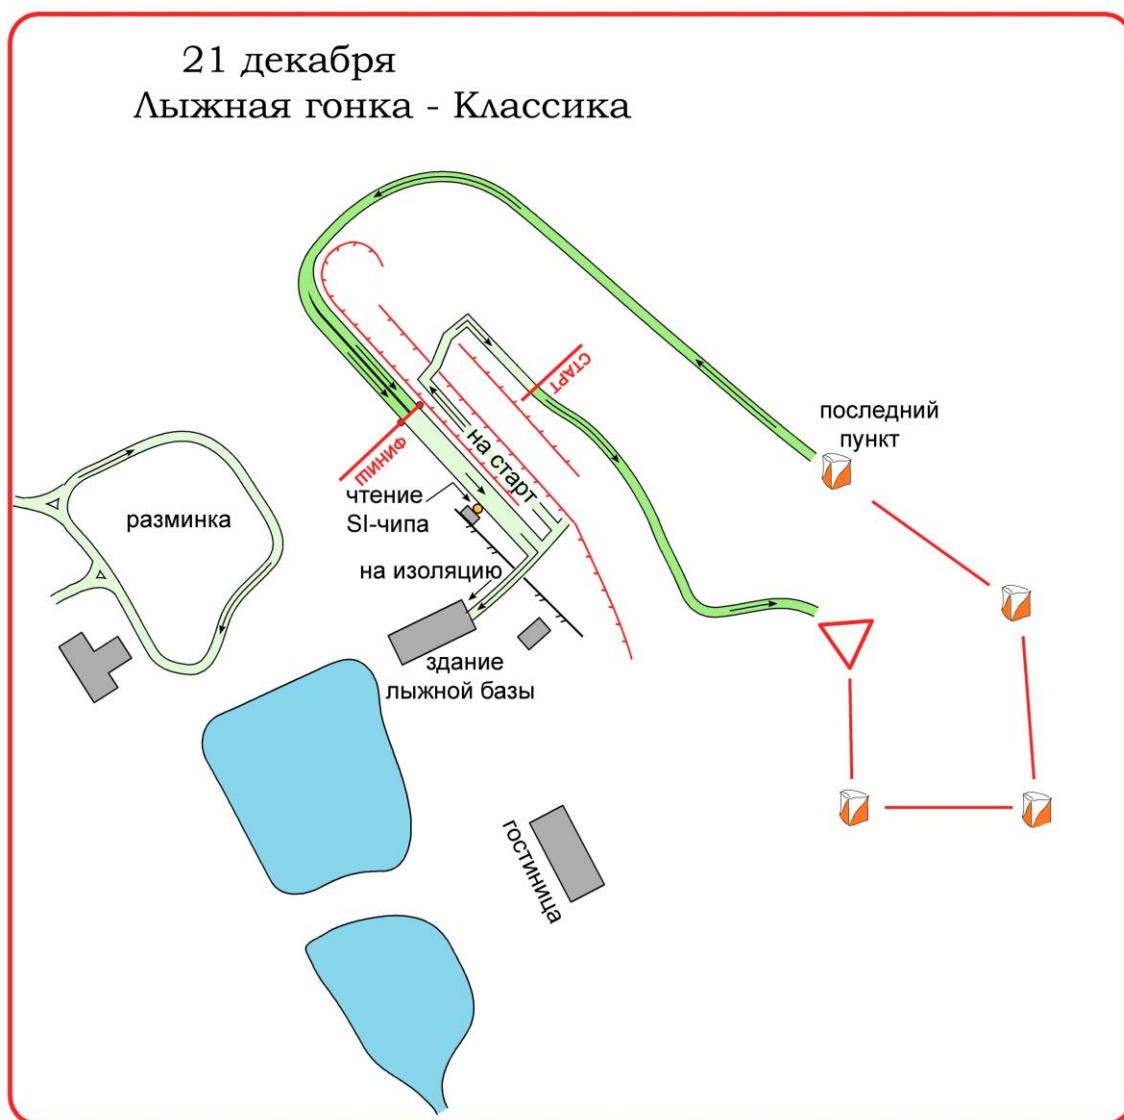 21 декабря
Лыжная гонка - Классика
СТАРТ
последний
пункт
на старт
ФИНИШ
чтение
SI-чипа
разминка
на изоляцию
здание
лыжной базы
гостиница